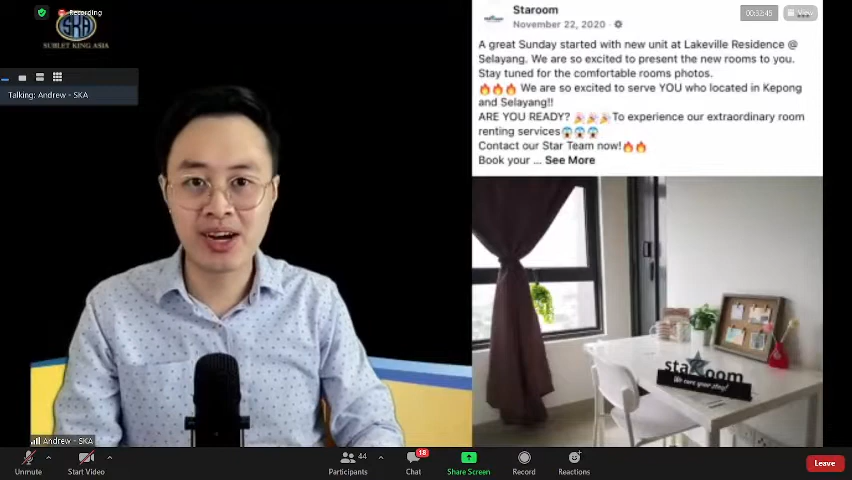 Recording
SKA
SUBLET KING ASIA
Talking: Andrew - SKA
Staroom
November 22, 2020
00:32:45
View
A great Sunday started with new unit at Lakeville Residence @
Selayang. We are so excited to present the new rooms to you.
Stay tuned for the comfortable rooms photos.
🔥🔥🔥 We are so excited to serve YOU who located in Kepong
and Selayang!!
ARE YOU READY? 🎉🎉🎉To experience our extraordinary room
renting services😱😱😱
Contact our Star Team now!🔥🔥
Book your ... See More
staRoom
We care your stay!
Andrew - SKA
Unmute
Start Video
44
Participants
18
Chat
Share Screen
Record
Reactions
Leave